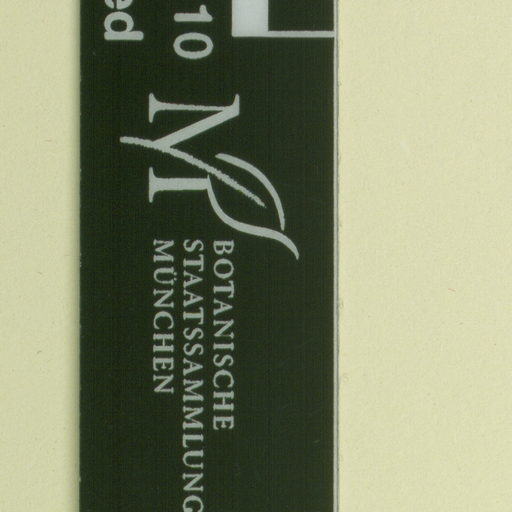 10
ed
BOTANISCHE
STAATSSAMMLUNG
MÜNCHEN